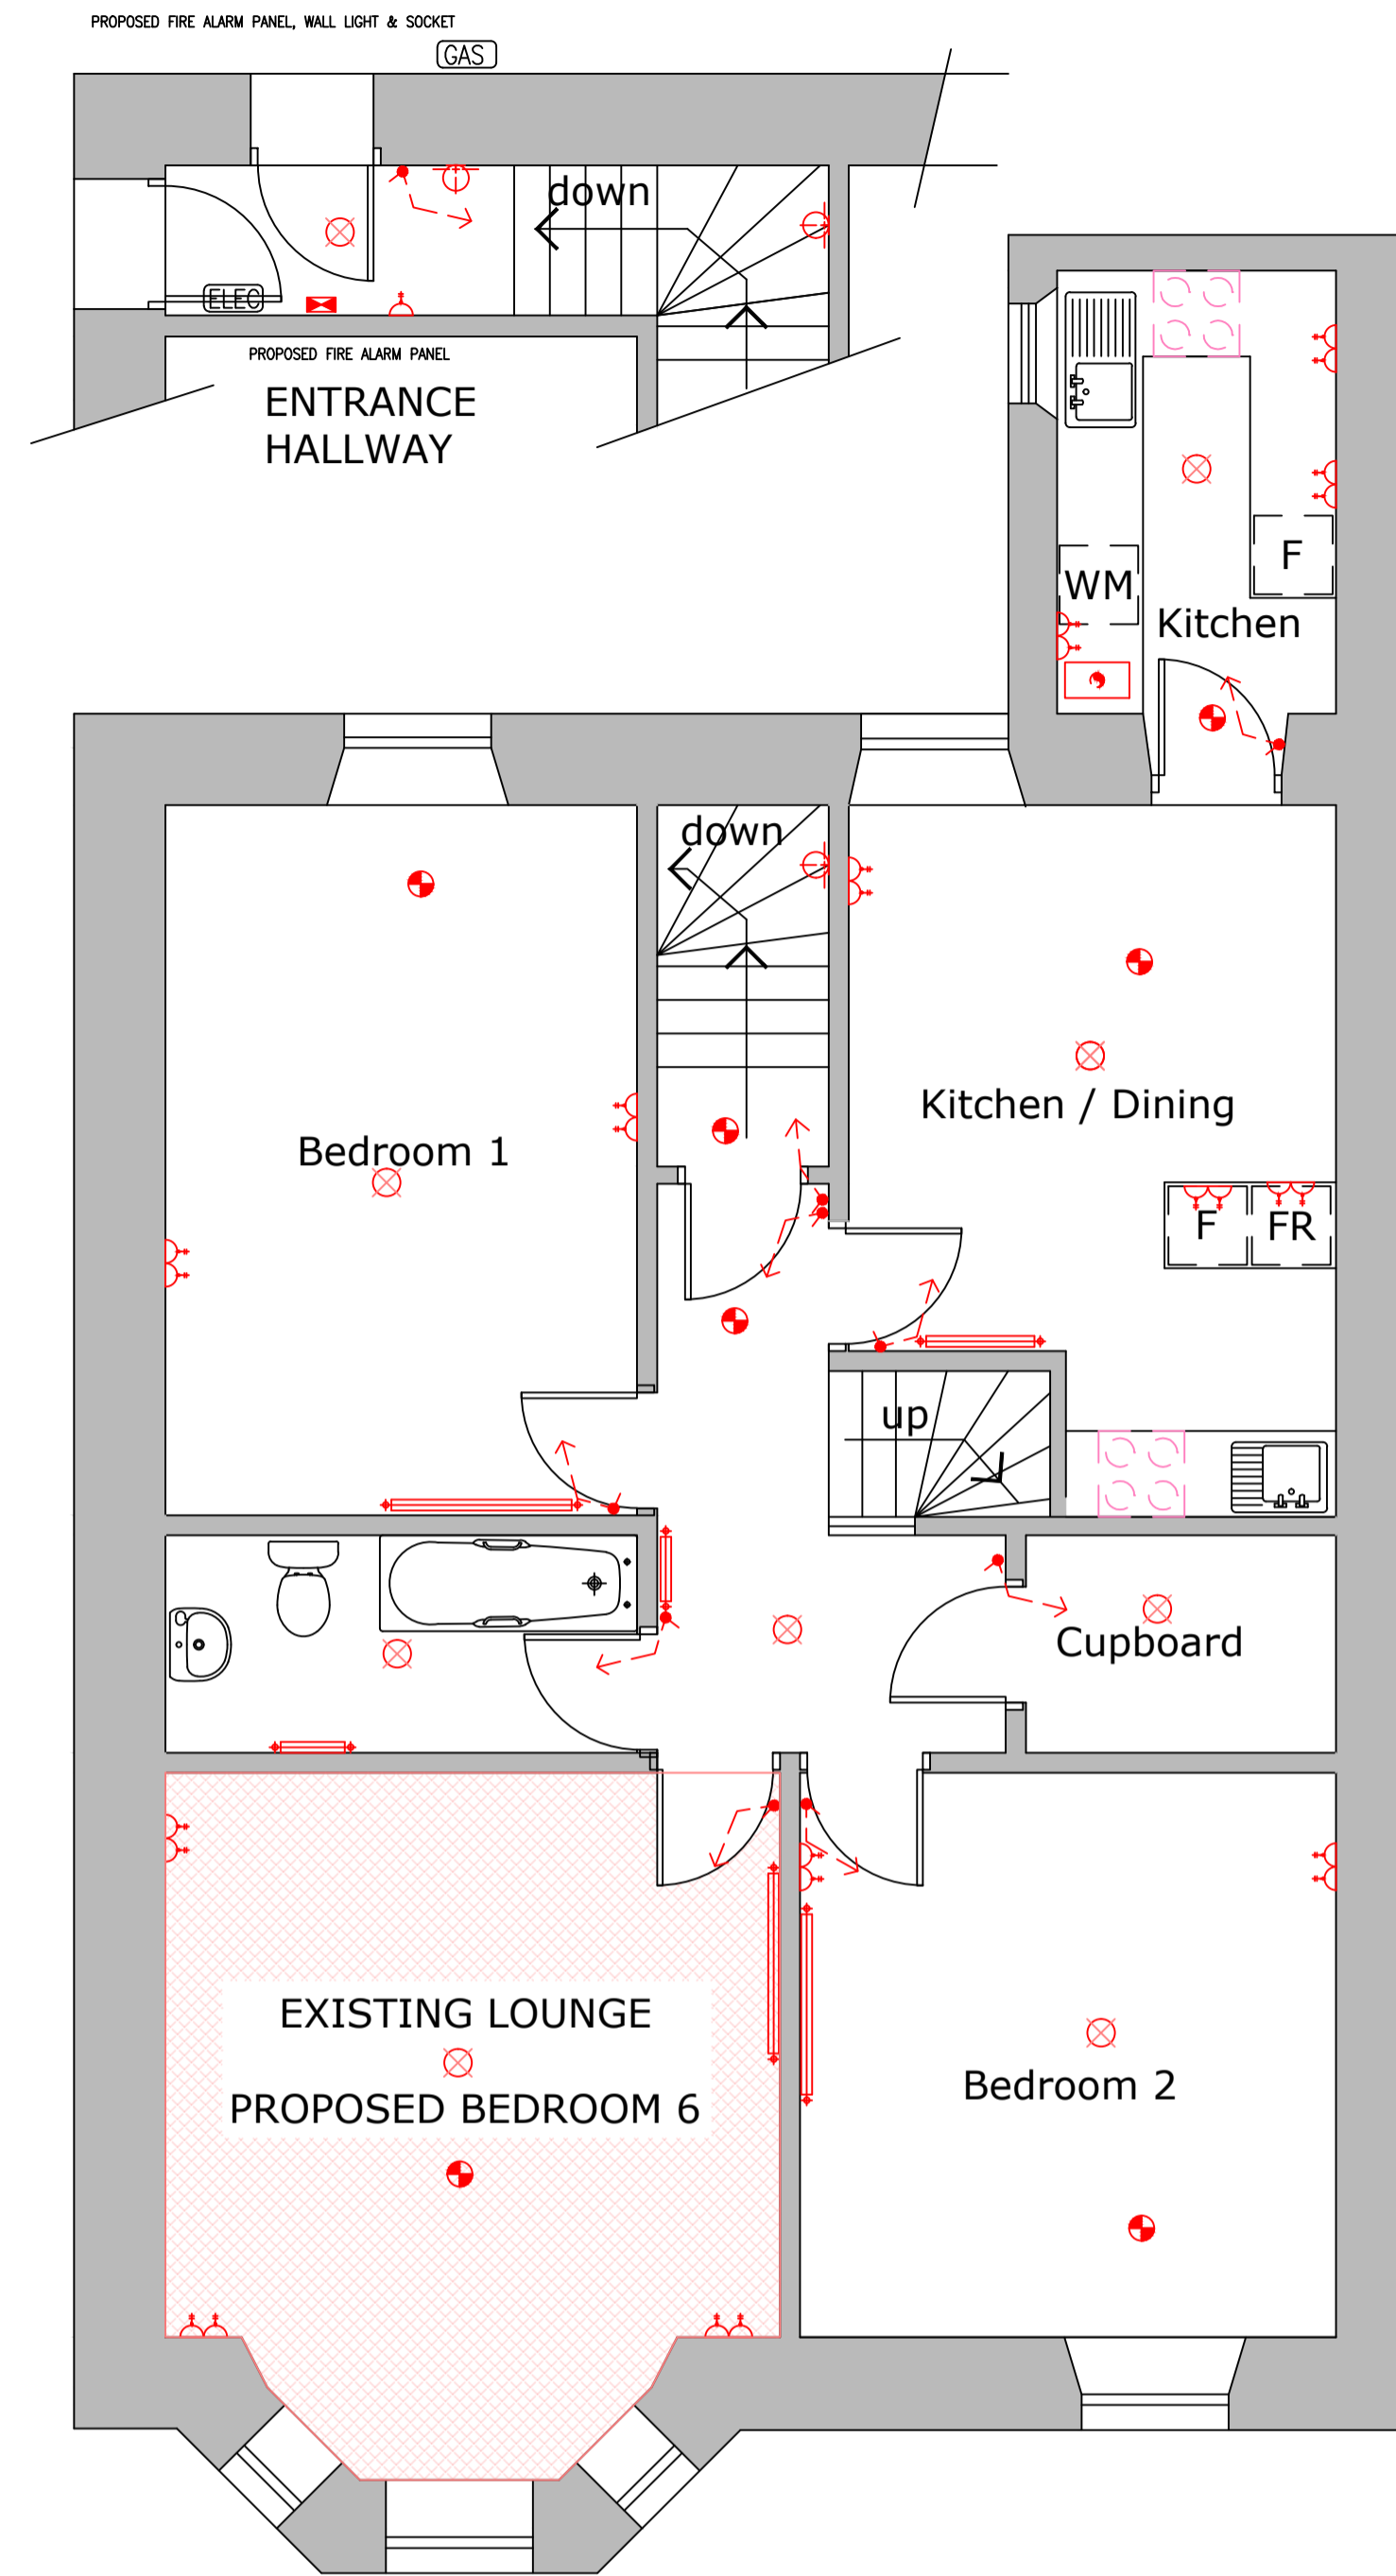 PROPOSED FIRE ALARM PANEL, WALL LIGHT & SOCKET
GAS
down
ELEC
PROPOSED FIRE ALARM PANEL
ENTRANCE
HALLWAY
F
WM
Kitchen
down
Kitchen / Dining
Bedroom 1
F
FR
up
Cupboard
EXISTING LOUNGE
PROPOSED BEDROOM 6
Bedroom 2